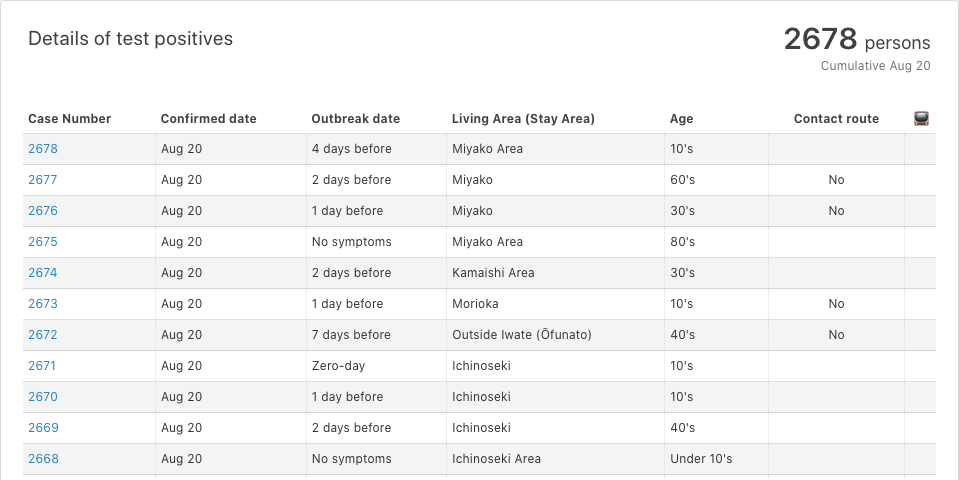 Details of test positives
2678 persons
Cumulative Aug 20
Case Number Confirmed date Outbreak date Living Area (Stay Area) Age Contact route
2678 Aug 20 4 days before Miyako Area 10's
2677 Aug 20 2 days before Miyako 60's No
2676 Aug 20 1 day before Miyako 30's No
2675 Aug 20 No symptoms Miyako Area 80's
2674 Aug 20 2 days before Kamaishi Area 30's
2673 Aug 20 1 day before Morioka 10's No
2672 Aug 20 7 days before Outside Iwate (Ōfunato) 40's No
2671 Aug 20 Zero-day Ichinoseki 10's
2670 Aug 20 1 day before Ichinoseki 10's
2669 Aug 20 2 days before Ichinoseki 40's
2668 Aug 20 No symptoms Ichinoseki Area Under 10's